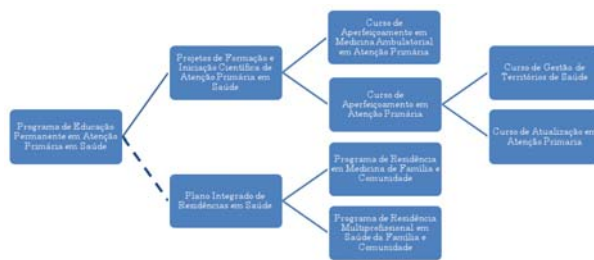 Programa de Educação
Permanente em Atenção
Primária em Saúde
Projetos de Formação e
Iniciação Científica de
Atenção Primária em
Saúde
Plano Integrado de
Residências em Saúde
Curso de
Aperfeiçoamento em
Medicina Ambulatorial em
Atenção Primária
Curso de
Aperfeiçoamento em
Atenção Primária
Programa de Residência
em Medicina de Família e
Comunidade
Programa de Residência
Multiprofissional em
Saúde da Família e
Comunidade
Curso de Gestão de
Territórios de Saúde
Curso de Atualização em
Atenção Primaria